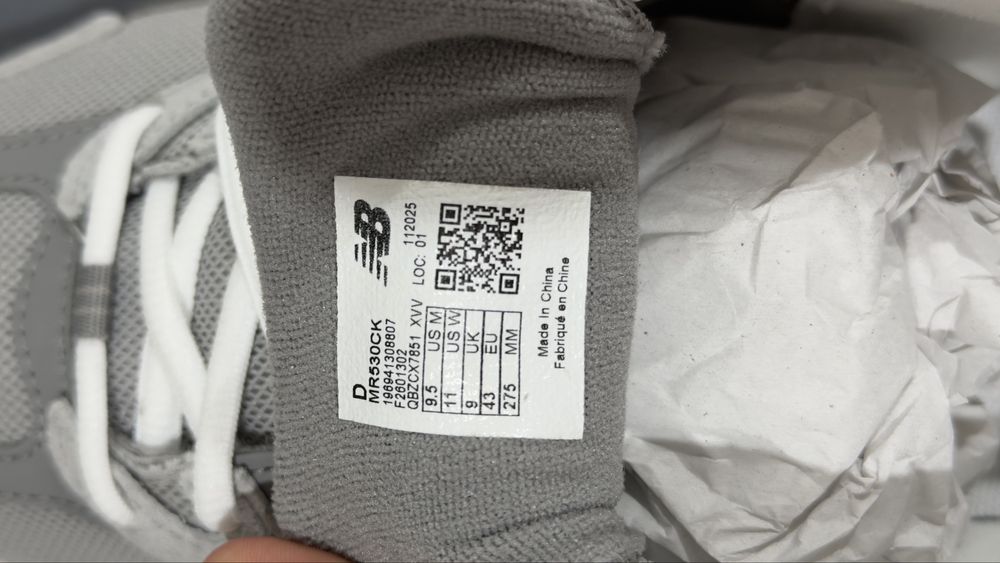 NB
112025
LOC: 01
D
MR530CK
196941308807
F2601302
QBZCX7851 XVV
9.5 US M
11 US W
9 UK
43 EU
275 MM
Made In China
Fabriqué en Chine